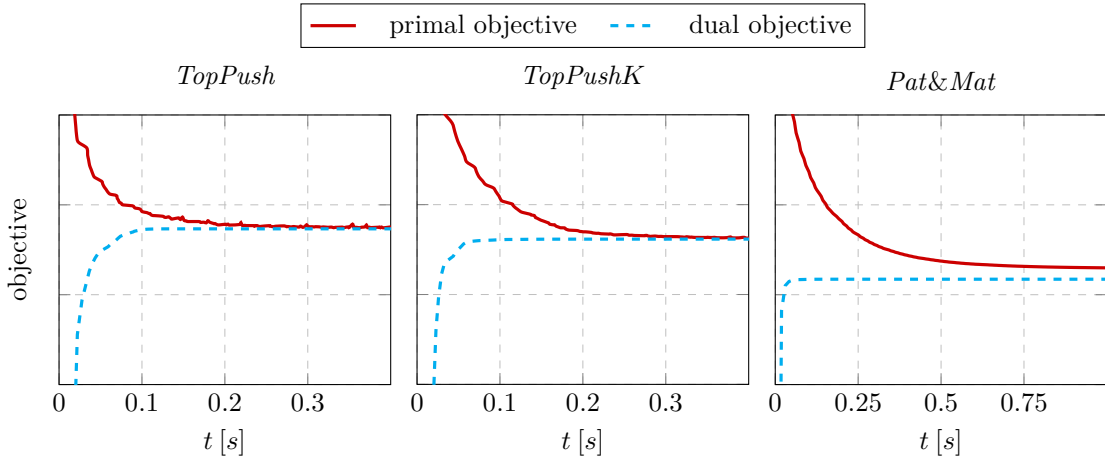 primal objective dual objective
TopPush TopPushK Pat&Mat
objective
0 0.1 0.2 0.3 0 0.1 0.2 0.3 0 0.25 0.5 0.75
t [s] t [s] t [s]